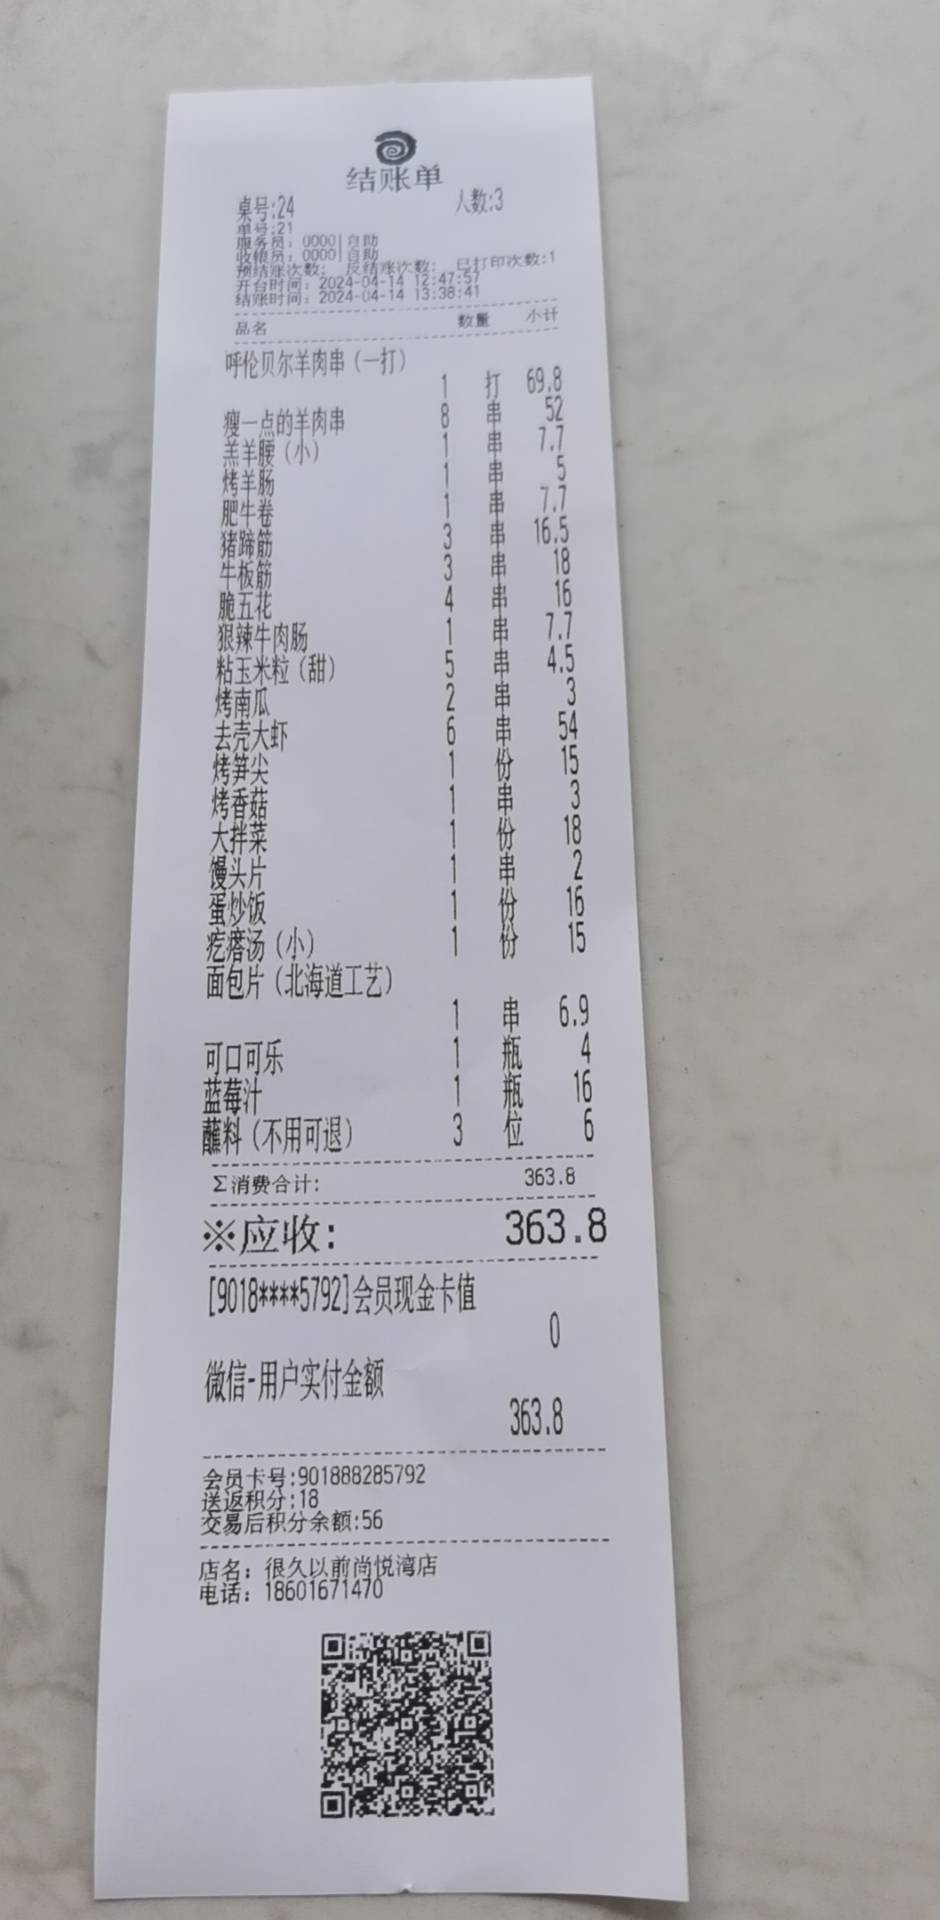 结账单
桌号:24 人数:3
单号:21
服务员: 0000|自助
收银员: 0000|自助
预结账次数: 反结账次数: 已打印次数:1
开台时间: 2024-04-14 12:47:57
结账时间: 2024-04-14 13:38:41
品名 数量 小计
呼伦贝尔羊肉串(一打)
1 打 69.8
瘦一点的羊肉串 8 串 52
羔羊腰(小) 1 串 7.7
烤羊肠 1 串 5
肥牛卷 1 串 7.7
猪蹄筋 3 串 16.5
牛板筋 3 串 18
脆五花 4 串 16
狠辣牛肉肠 1 串 7.7
粘玉米粒(甜) 5 串 4.5
烤南瓜 2 串 3
去壳大虾 6 串 54
烤笋尖 1 份 15
烤香菇 1 串 3
大拌菜 1 份 18
馒头片 1 串 2
蛋炒饭 1 份 16
疙瘩汤(小) 1 份 15
面包片(北海道工艺)
1 串 6.9
可口可乐 1 瓶 4
蓝莓汁 1 瓶 16
蘸料(不用可退) 3 位 6
Σ消费合计: 363.8
※应收: 363.8
[9018****5792]会员现金卡值
0
微信-用户实付金额
363.8
会员卡号:901888285792
送返积分:18
交易后积分余额:56
店名: 很久以前尚悦湾店
电话: 18601671470